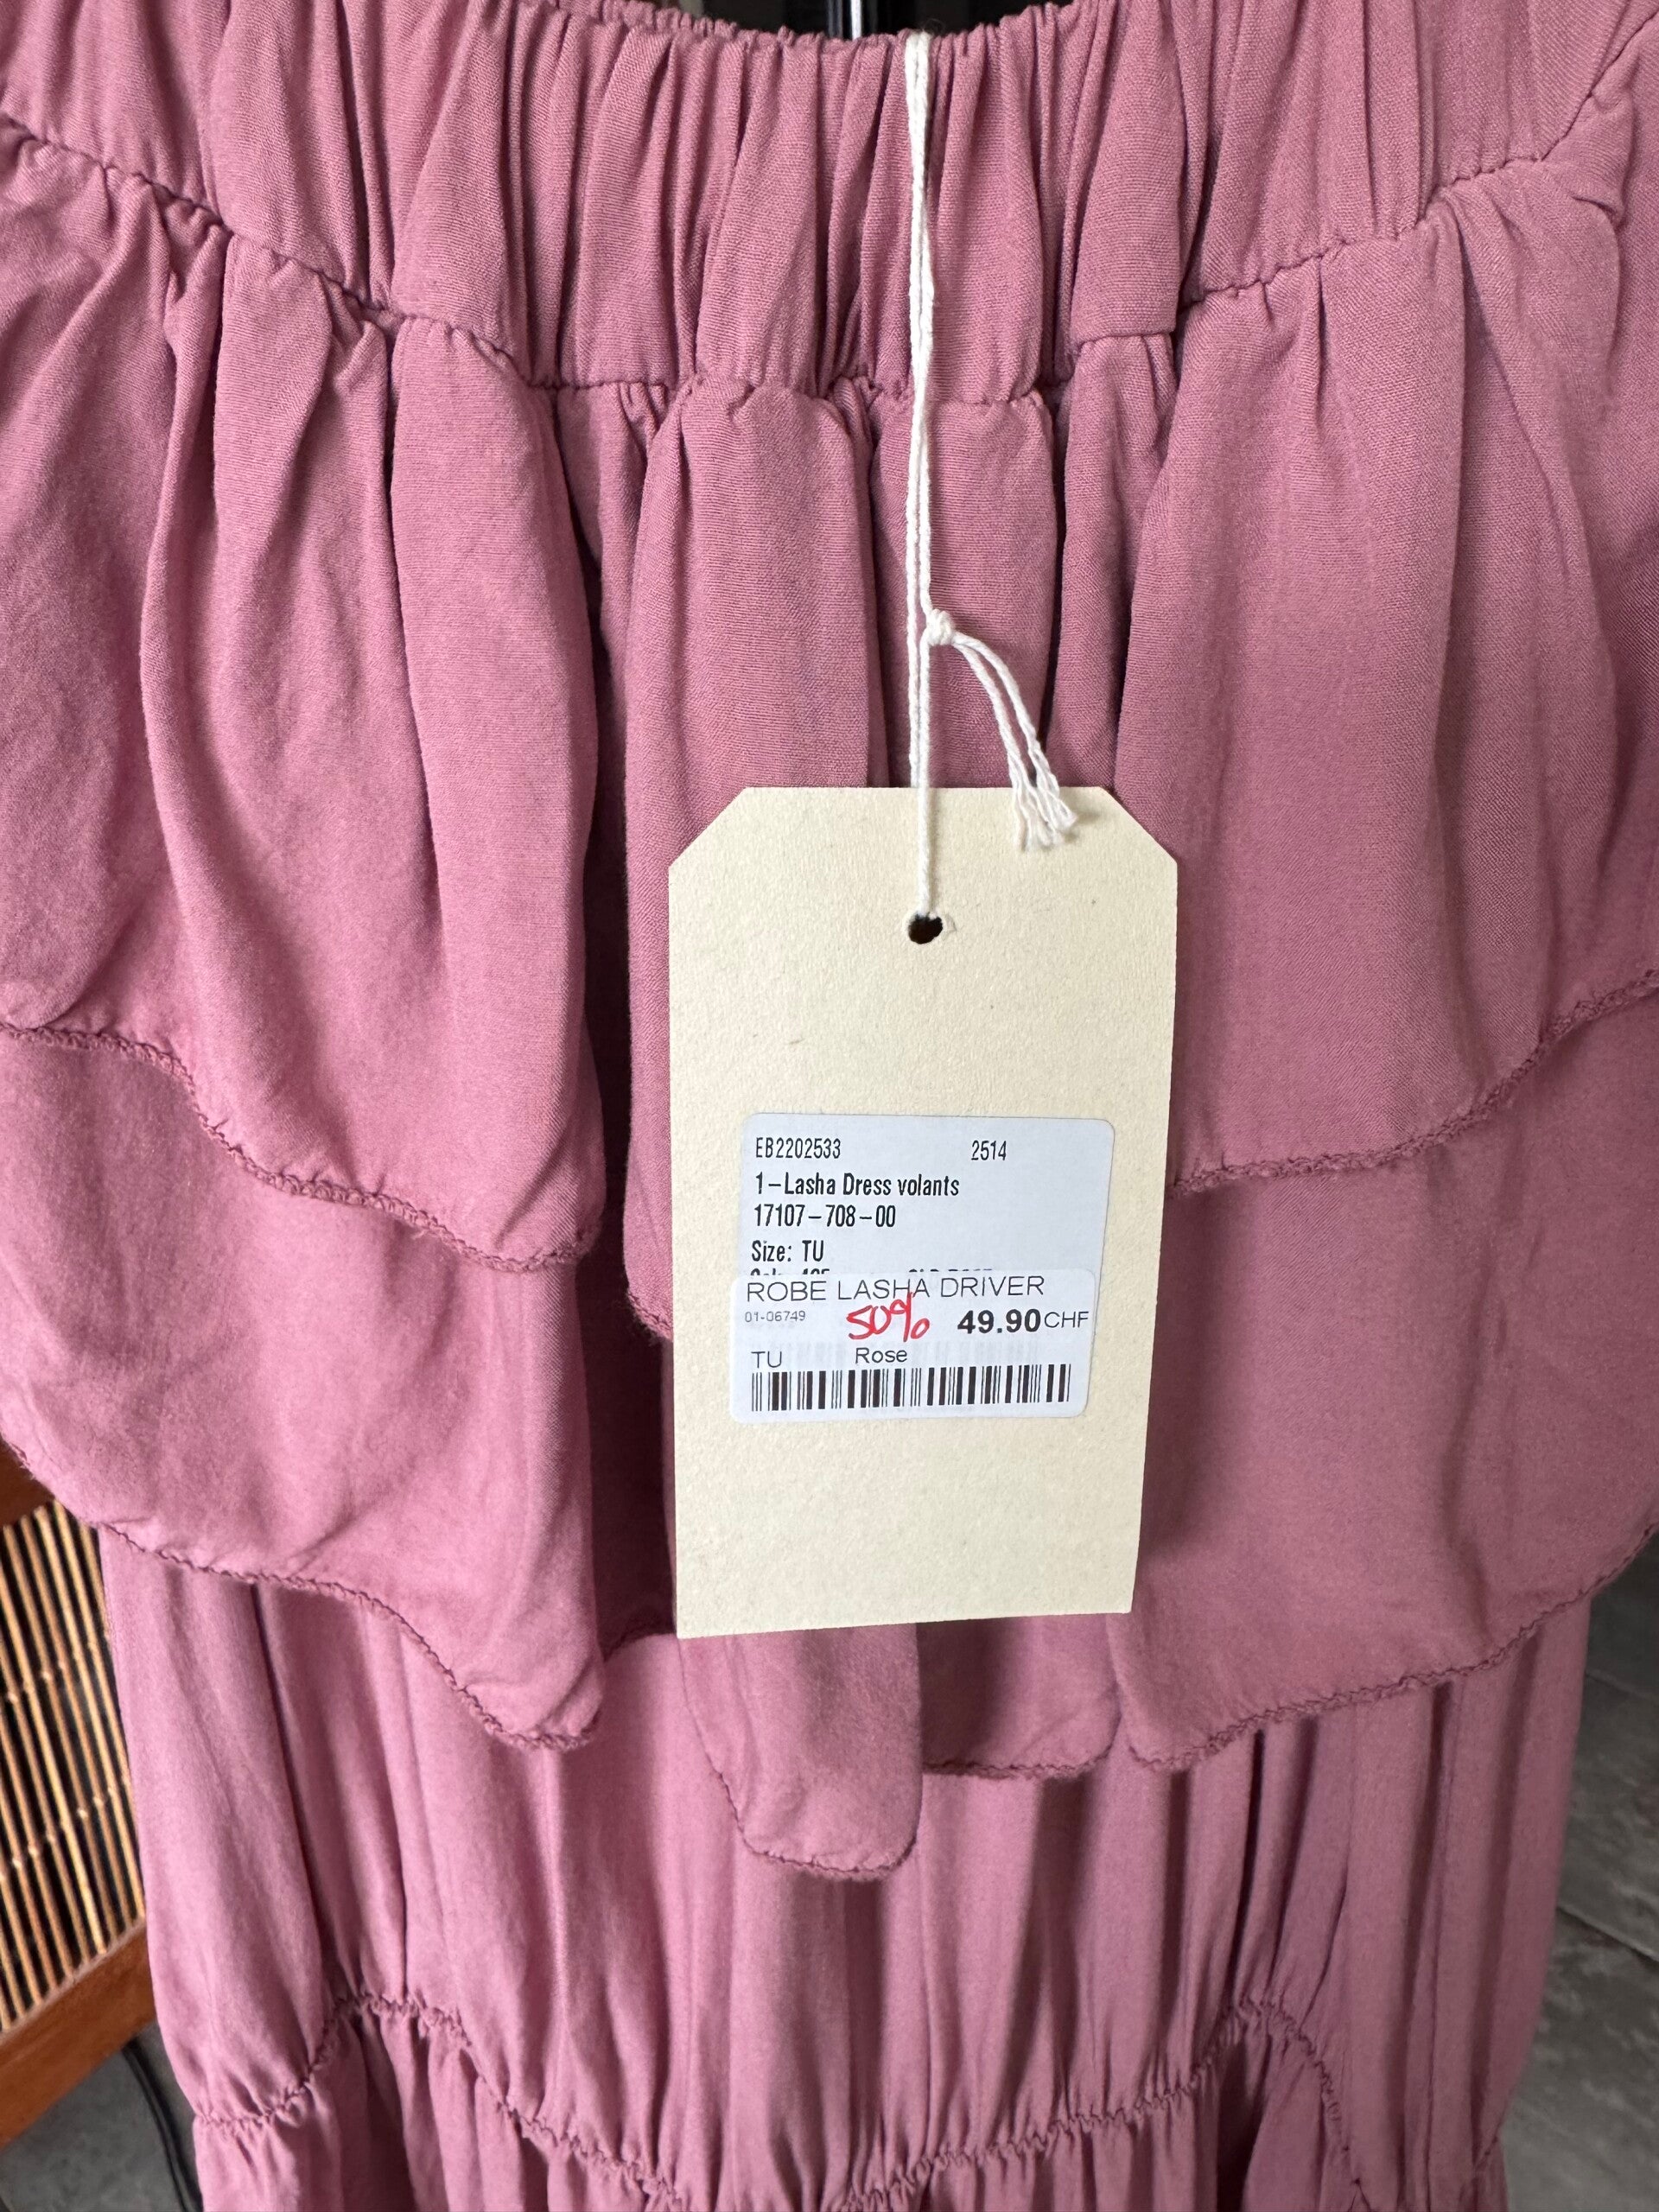 EB2202533 2514
1-Lasha Dress volants
17107-708-00
Size: TU
ROBE LASHA DRIVER
01-06749 50% 49.90CHF
TU Rose